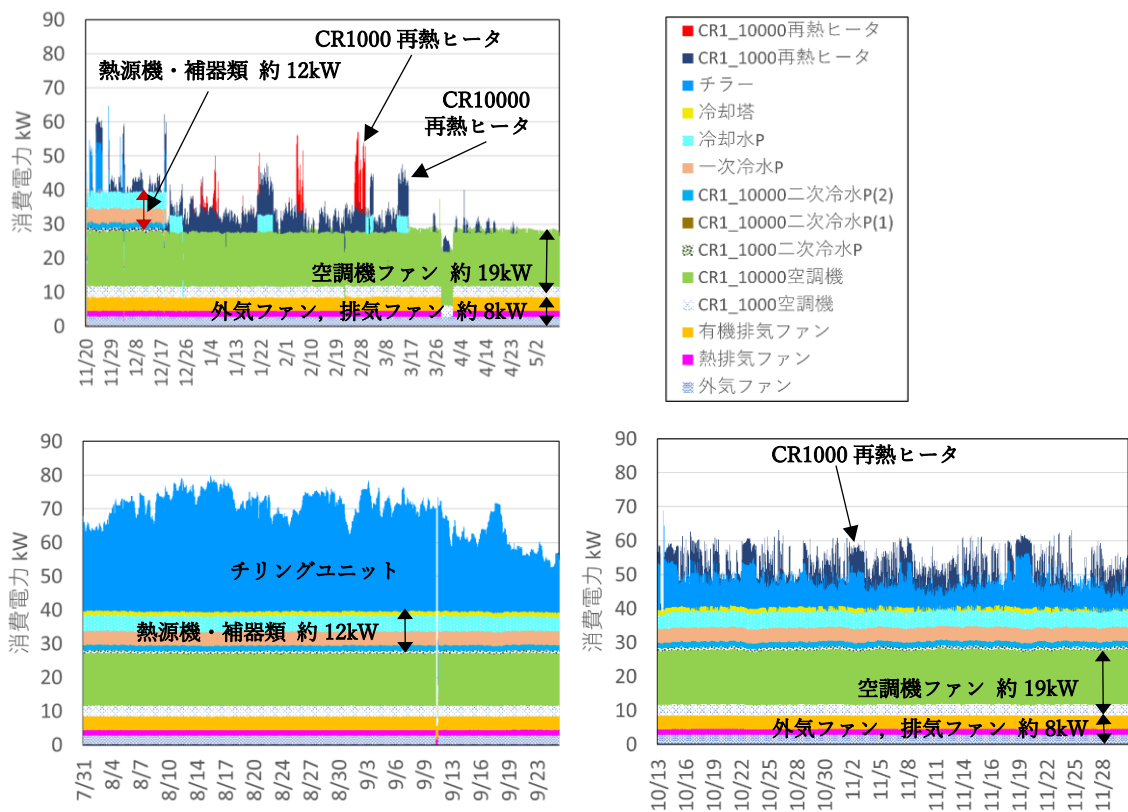 90
80
70
60
50
40
30
20
10
0
消費電力 kW
CR1000 再熱ヒータ
熱源機・補器類 約 12kW
CR10000
再熱ヒータ
空調機ファン 約 19kW
外気ファン，排気ファン 約 8kW
11/20
11/29
12/8
12/17
12/26
1/4
1/13
1/22
2/1
2/10
2/19
2/28
3/17
3/26
4/4
4/14
4/23
5/2
CR1_10000再熱ヒータ
CR1_1000再熱ヒータ
チラー
冷却塔
冷却水P
一次冷水P
CR1_10000二次冷水P(2)
CR1_10000二次冷水P(1)
CR1_1000二次冷水P
CR1_10000空調機
CR1_1000空調機
有機排気ファン
熱排気ファン
外気ファン
90
80
70
60
50
40
30
20
10
0
消費電力 kW
チリングユニット
熱源機・補器類 約 12kW
7/31
8/4
8/7
8/10
8/14
8/17
8/20
8/24
8/27
8/30
9/3
9/6
9/9
9/13
9/16
9/19
9/23
90
80
70
60
50
40
30
20
10
0
消費電力 kW
CR1000 再熱ヒータ
空調機ファン 約 19kW
外気ファン，排気ファン 約 8kW
10/13
10/16
10/19
10/22
10/25
10/28
10/30
11/2
11/5
11/8
11/11
11/14
11/16
11/19
11/22
11/25
11/28